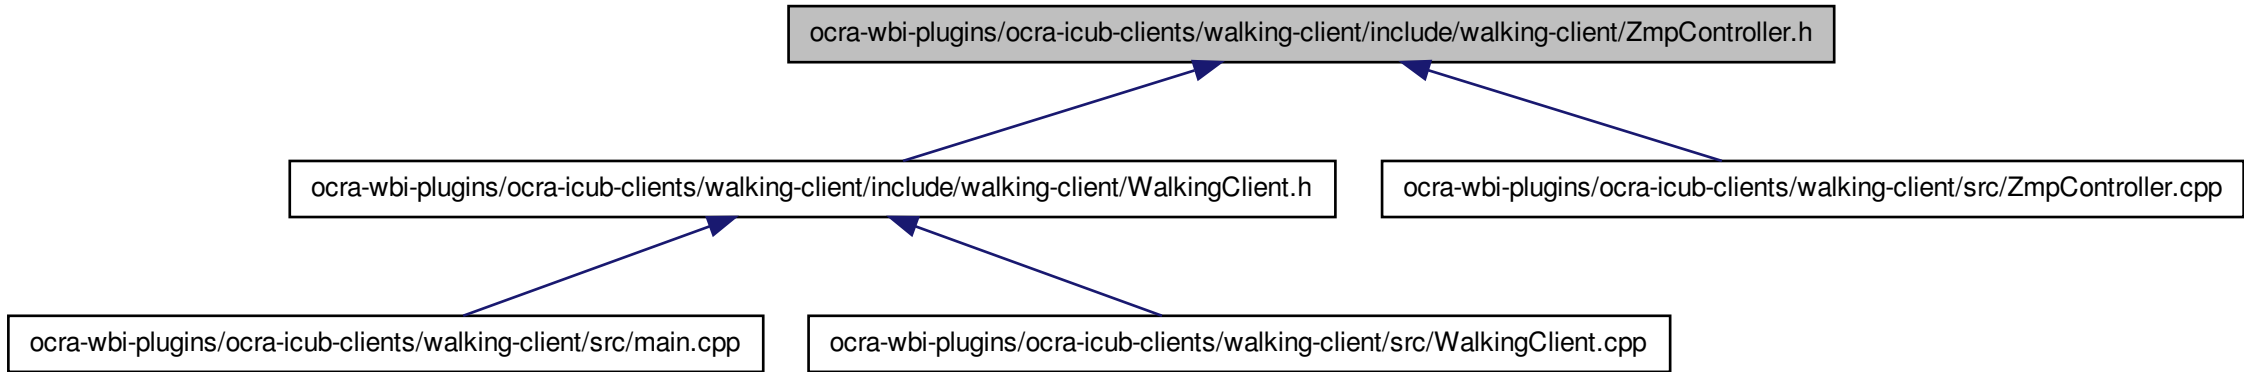 ocra-wbi-plugins/ocra-icub-clients/walking-client/include/walking-client/ZmpController.h
ocra-wbi-plugins/ocra-icub-clients/walking-client/include/walking-client/WalkingClient.h
ocra-wbi-plugins/ocra-icub-clients/walking-client/src/ZmpController.cpp
ocra-wbi-plugins/ocra-icub-clients/walking-client/src/main.cpp
ocra-wbi-plugins/ocra-icub-clients/walking-client/src/WalkingClient.cpp